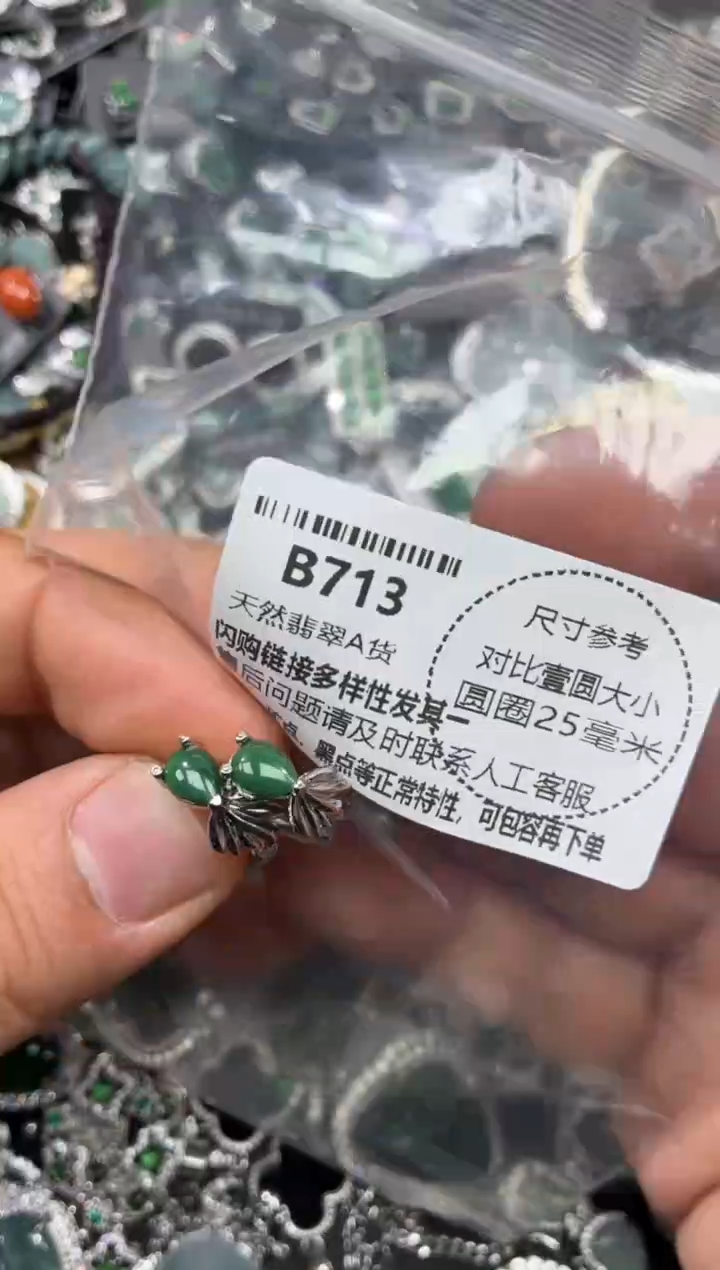 B713
天然翡翠A货
闪购链接多样性发其一
后问题请及时联系人工客服
黑点等正常特性，可包容再下单
尺寸参考
对比壹圆大小
圆圈25毫米